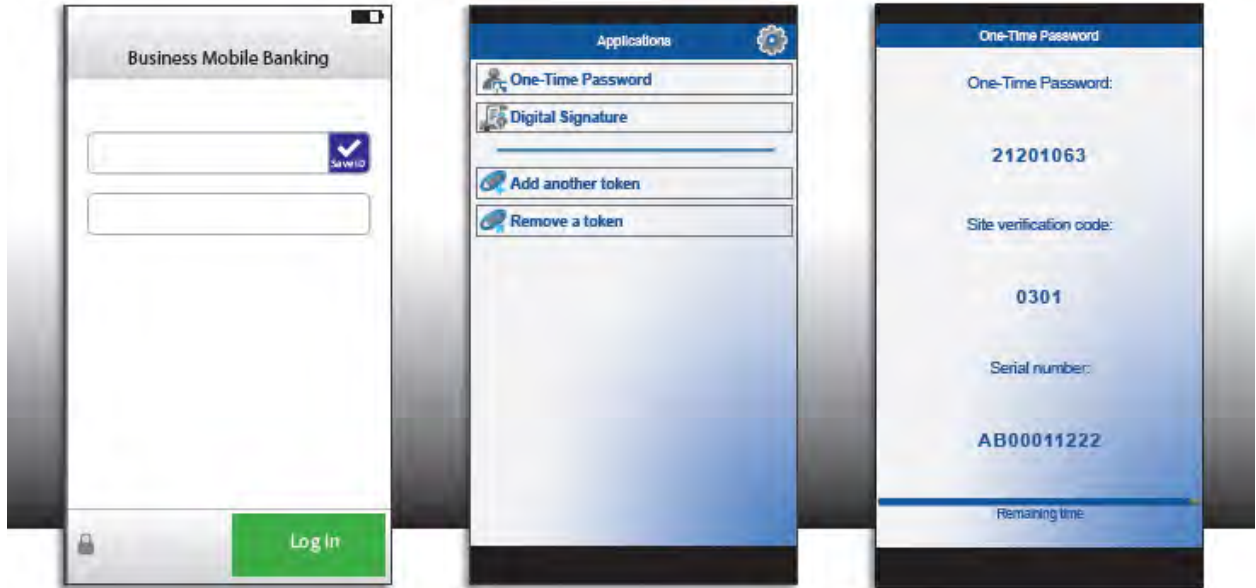 Business Mobile Banking
Save ID
Log In
Applications
One-Time Password
Digital Signature
Add another token
Remove a token
One-Time Password
One-Time Password:
21201063
Site verification code:
0301
Serial number:
AB00011222
Remaining time